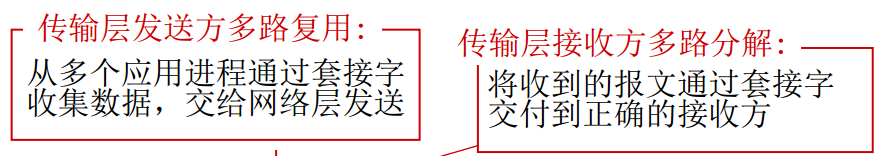 传输层发送方多路复用:
从多个应用进程通过套接字
收集数据，交给网络层发送
传输层接收方多路分解:
将收到的报文通过套接字
交付到正确的接收方